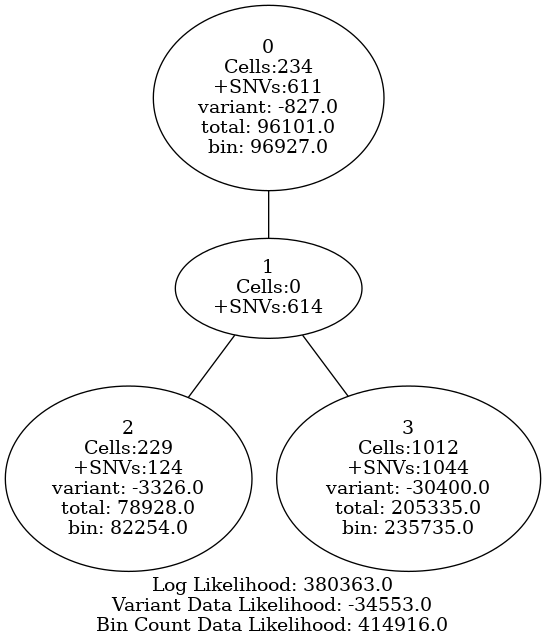 0
Cells:234
+SNVs:611
variant: -827.0
total: 96101.0
bin: 96927.0
1
Cells:0
+SNVs:614
2
Cells:229
+SNVs:124
variant: -3326.0
total: 78928.0
bin: 82254.0
3
Cells:1012
+SNVs:1044
variant: -30400.0
total: 205335.0
bin: 235735.0
Log Likelihood: 380363.0
Variant Data Likelihood: -34553.0
Bin Count Data Likelihood: 414916.0